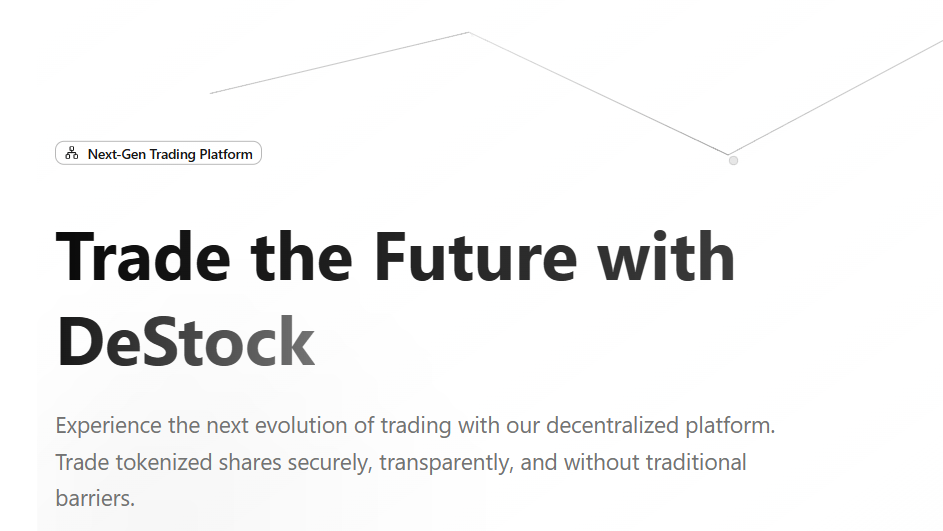 Next-Gen Trading Platform
Trade the Future with
DeStock
Experience the next evolution of trading with our decentralized platform.
Trade tokenized shares securely, transparently, and without traditional
barriers.